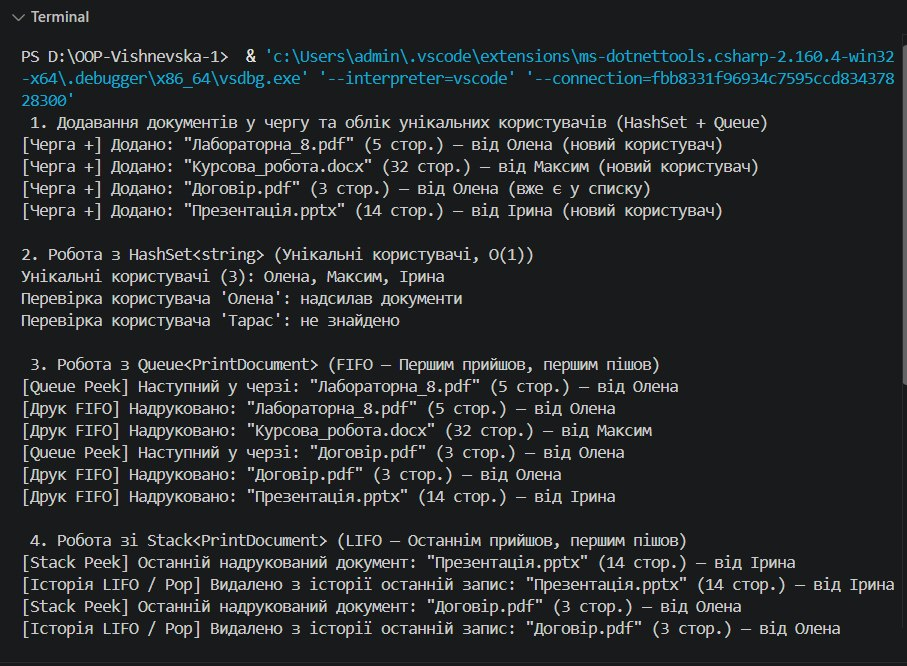 Terminal
PS D:\OOP-Vishnevska-1>  & 'c:\Users\admin\.vscode\extensions\ms-dotnettools.csharp-2.160.4-win32
-x64\.debugger\x86_64\vsdbg.exe' '--interpreter=vscode' '--connection=fbb8331f96934c7595ccd834378
28300'
1. Додавання документів у чергу та облік унікальних користувачів (HashSet + Queue)
[Черга +] Додано: "Лабораторна_8.pdf" (5 стор.) — від Олена (новий користувач)
[Черга +] Додано: "Курсова_робота.docx" (32 стор.) — від Максим (новий користувач)
[Черга +] Додано: "Договір.pdf" (3 стор.) — від Олена (вже є у списку)
[Черга +] Додано: "Презентація.pptx" (14 стор.) — від Ірина (новий користувач)
2. Робота з HashSet<string> (Унікальні користувачі, O(1))
Унікальні користувачі (3): Олена, Максим, Ірина
Перевірка користувача 'Олена': надсилав документи
Перевірка користувача 'Тарас': не знайдено
3. Робота з Queue<PrintDocument> (FIFO — Першим прийшов, першим пішов)
[Queue Peek] Наступний у черзі: "Лабораторна_8.pdf" (5 стор.) — від Олена
[Друк FIFO] Надруковано: "Лабораторна_8.pdf" (5 стор.) — від Олена
[Друк FIFO] Надруковано: "Курсова_робота.docx" (32 стор.) — від Максим
[Queue Peek] Наступний у черзі: "Договір.pdf" (3 стор.) — від Олена
[Друк FIFO] Надруковано: "Договір.pdf" (3 стор.) — від Олена
[Друк FIFO] Надруковано: "Презентація.pptx" (14 стор.) — від Ірина
4. Робота зі Stack<PrintDocument> (LIFO — Останнім прийшов, першим пішов)
[Stack Peek] Останній надрукований документ: "Презентація.pptx" (14 стор.) — від Ірина
[Історія LIFO / Pop] Видалено з історії останній запис: "Презентація.pptx" (14 стор.) — від Ірина
[Stack Peek] Останній надрукований документ: "Договір.pdf" (3 стор.) — від Олена
[Історія LIFO / Pop] Видалено з історії останній запис: "Договір.pdf" (3 стор.) — від Олена